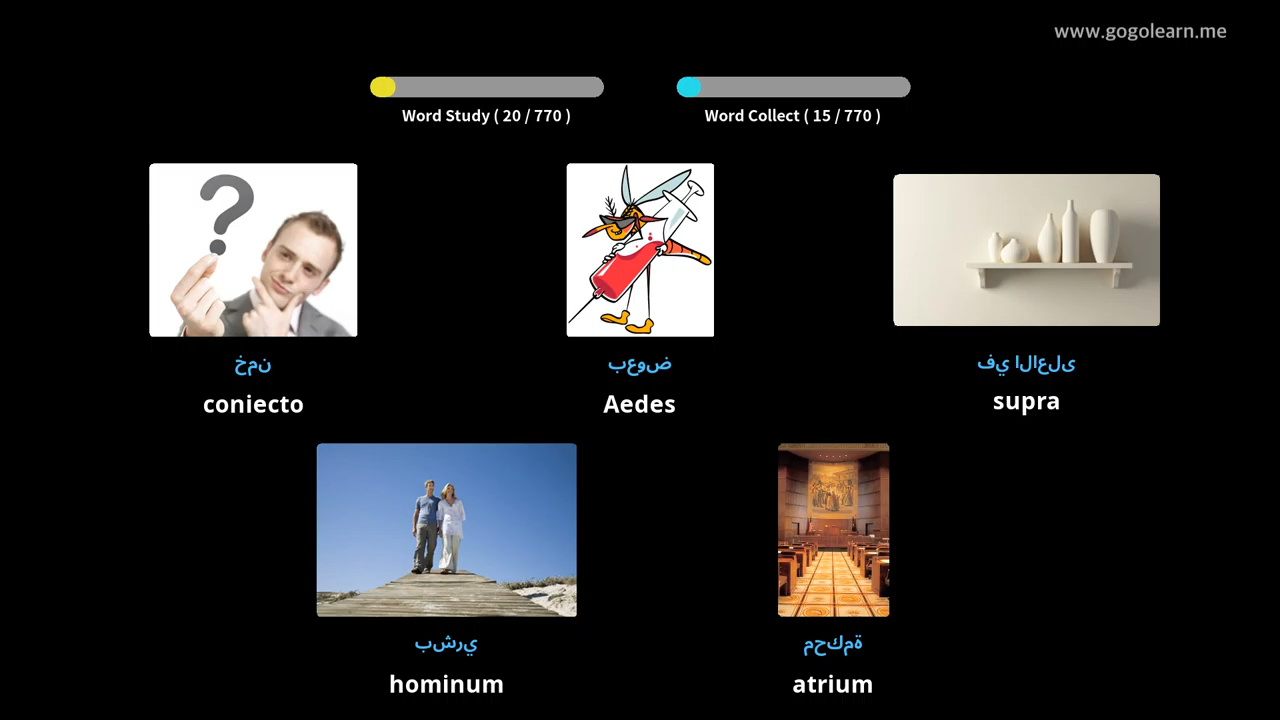 www.gogolearn.me
Word Study ( 20 / 770 )
Word Collect ( 15 / 770 )
خمن
بعوض
في الاعلى
coniecto
Aedes
supra
بشري
محكمة
hominum
atrium